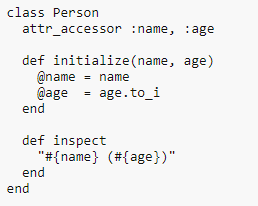 class Person
  attr_accessor :name, :age

  def initialize(name, age)
    @name = name
    @age  = age.to_i
  end

  def inspect
    "#{name} (#{age})"
  end
end